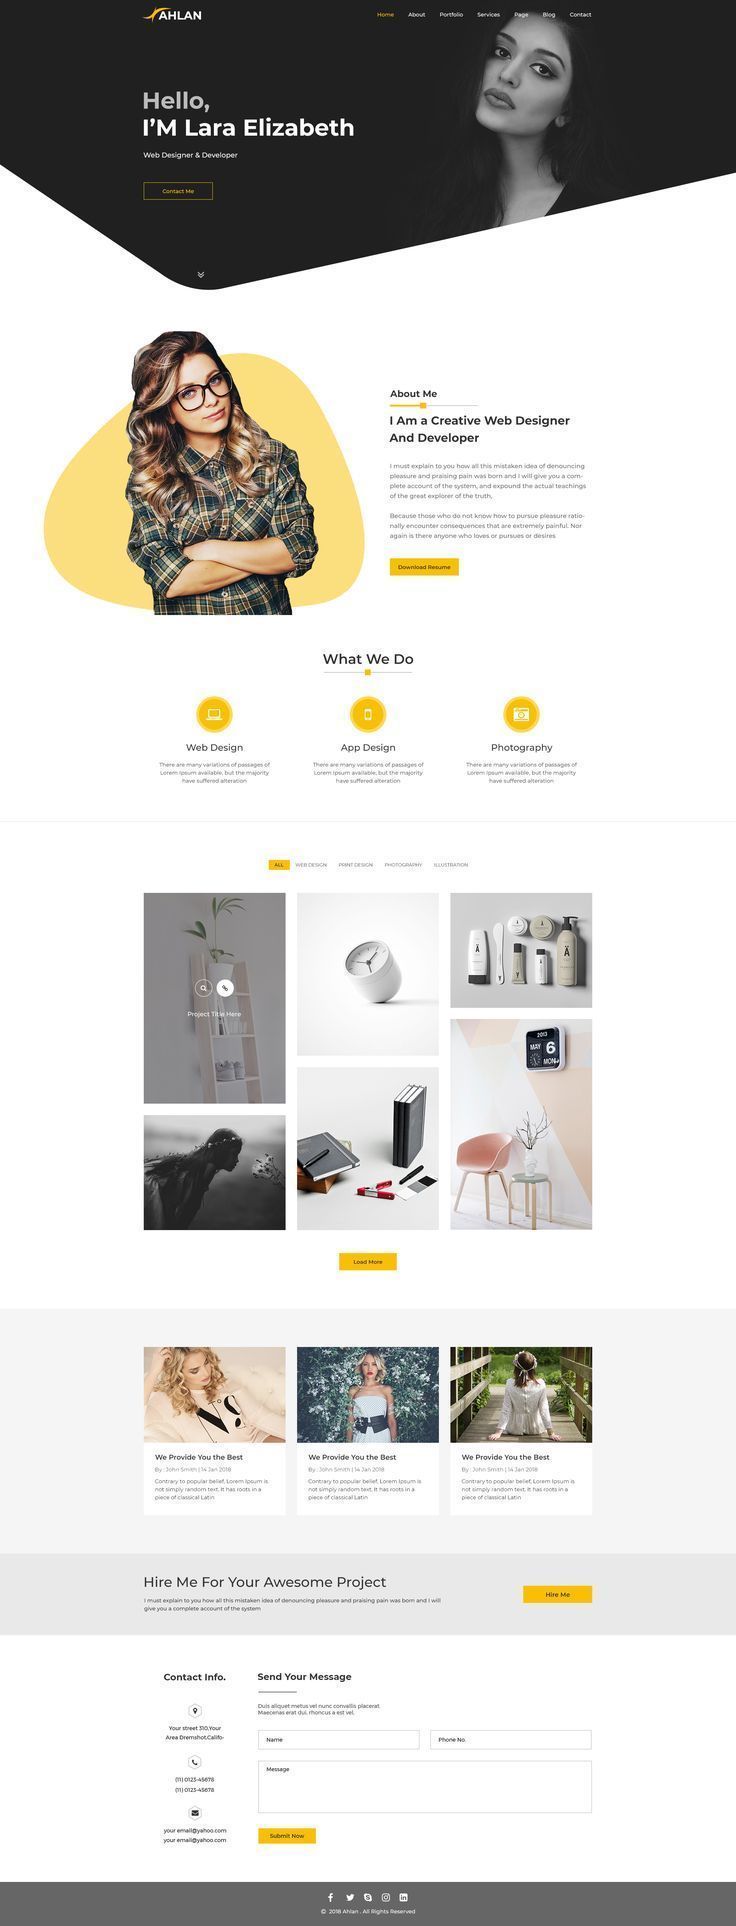 AHLAN
Home About Portfolio Services Page Blog Contact
Hello,
I'M Lara Elizabeth
Web Designer & Developer
Contact Me
About Me
I Am a Creative Web Designer
And Developer
I must explain to you how all this mistaken idea of denouncing
pleasure and praising pain was born and I will give you a com-
plete account of the system, and expound the actual teachings
of the great explorer of the truth,
Because those who do not know how to pursue pleasure ratio-
nally encounter consequences that are extremely painful. Nor
again is there anyone who loves or pursues or desires
Download Resume
What We Do
Web Design
There are many variations of passages of
Lorem Ipsum available, but the majority
have suffered alteration
App Design
There are many variations of passages of
Lorem Ipsum available, but the majority
have suffered alteration
Photography
There are many variations of passages of
Lorem Ipsum available, but the majority
have suffered alteration
ALL WEB DESIGN PRINT DESIGN PHOTOGRAPHY ILLUSTRATION
Project Title Here
2013
MAY 6
MON
Load More
We Provide You the Best
By : John Smith | 14 Jan 2018
Contrary to popular belief, Lorem Ipsum is
not simply random text. It has roots in a
piece of classical Latin
We Provide You the Best
By : John Smith | 14 Jan 2018
Contrary to popular belief, Lorem Ipsum is
not simply random text. It has roots in a
piece of classical Latin
We Provide You the Best
By : John Smith | 14 Jan 2018
Contrary to popular belief, Lorem Ipsum is
not simply random text. It has roots in a
piece of classical Latin
Hire Me For Your Awesome Project
I must explain to you how all this mistaken idea of denouncing pleasure and praising pain was born and I will
give you a complete account of the system
Hire Me
Contact Info.
Your street 310,Your
Area Dremshot,Califo-
(11) 0123-45678
(11) 0123-45678
your email@yahoo.com
your email@yahoo.com
Send Your Message
Duis aliquet metus vel nunc convallis placerat
Maecenas erat dui, rhoncus a est vel.
Name
Phone No.
Message
Submit Now
© 2018 Ahlan . All Rights Reserved